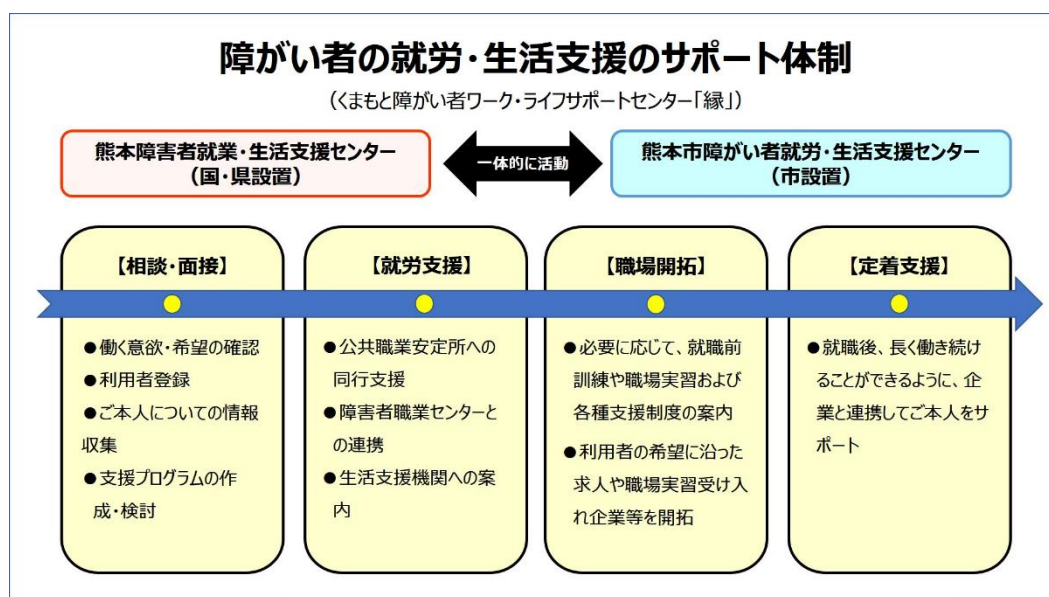 障がい者の就労・生活支援のサポート体制
(くまもと障がい者ワーク・ライフサポートセンター「縁」)
熊本障害者就業・生活支援センター
(国・県設置)
一体的に活動
熊本市障がい者就労・生活支援センター
(市設置)
【相談・面接】
●働く意欲・希望の確認
●利用者登録
●ご本人についての情報
収集
●支援プログラムの作
成・検討
【就労支援】
●公共職業安定所への
同行支援
●障害者職業センターと
の連携
●生活支援機関への案
内
【職場開拓】
●必要に応じて、就職前
訓練や職場実習および
各種支援制度の案内
●利用者の希望に沿った
求人や職場実習受け入
れ企業等を開拓
【定着支援】
●就職後、長く働き続け
ることができるように、企
業と連携してご本人をサ
ポート